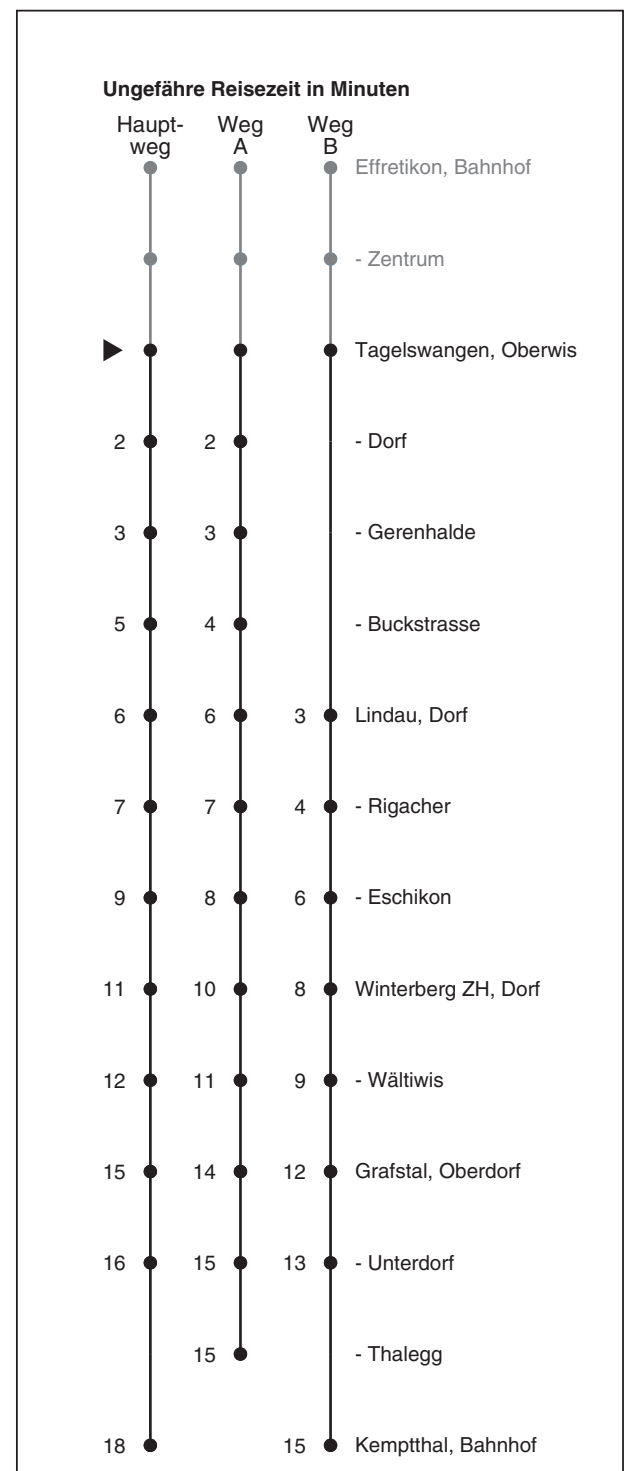 Ungefähre Reisezeit in Minuten
Haupt- Weg Weg
weg A B
Effretikon, Bahnhof
- Zentrum
Tagelswangen, Oberwis
2 2 - Dorf
3 3 - Gerenhalde
5 4 - Buckstrasse
6 6 3 Lindau, Dorf
7 7 4 - Rigacher
9 8 6 - Eschikon
11 10 8 Winterberg ZH, Dorf
12 11 9 - Wältiwis
15 14 12 Grafstal, Oberdorf
16 15 13 - Unterdorf
15 - Thalegg
18 15 Kemptthal, Bahnhof